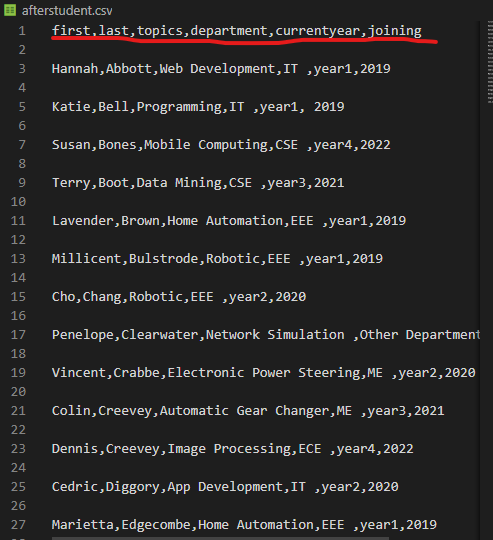 afterstudent.csv
1 first,last,topics,department,currentyear,joining
2
3 Hannah,Abbott,Web Development,IT ,year1,2019
4
5 Katie,Bell,Programming,IT ,year1, 2019
6
7 Susan,Bones,Mobile Computing,CSE ,year4,2022
8
9 Terry,Boot,Data Mining,CSE ,year3,2021
10
11 Lavender,Brown,Home Automation,EEE ,year1,2019
12
13 Millicent,Bulstrode,Robotic,EEE ,year1,2019
14
15 Cho,Chang,Robotic,EEE ,year2,2020
16
17 Penelope,Clearwater,Network Simulation ,Other Department
18
19 Vincent,Crabbe,Electronic Power Steering,ME ,year2,2020
20
21 Colin,Creevey,Automatic Gear Changer,ME ,year3,2021
22
23 Dennis,Creevey,Image Processing,ECE ,year4,2022
24
25 Cedric,Diggory,App Development,IT ,year2,2020
26
27 Marietta,Edgecombe,Home Automation,EEE ,year1,2019